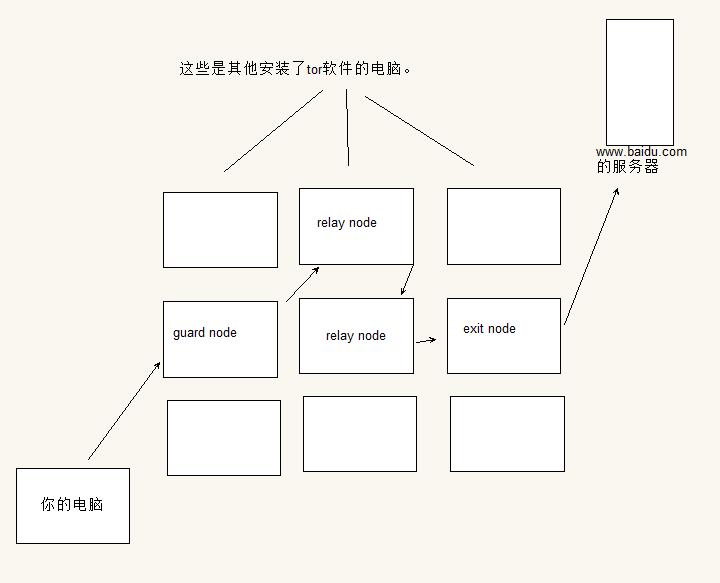 这些是其他安装了tor软件的电脑。
www.baidu.com
的服务器
relay node
guard node
relay node
exit node
你的电脑